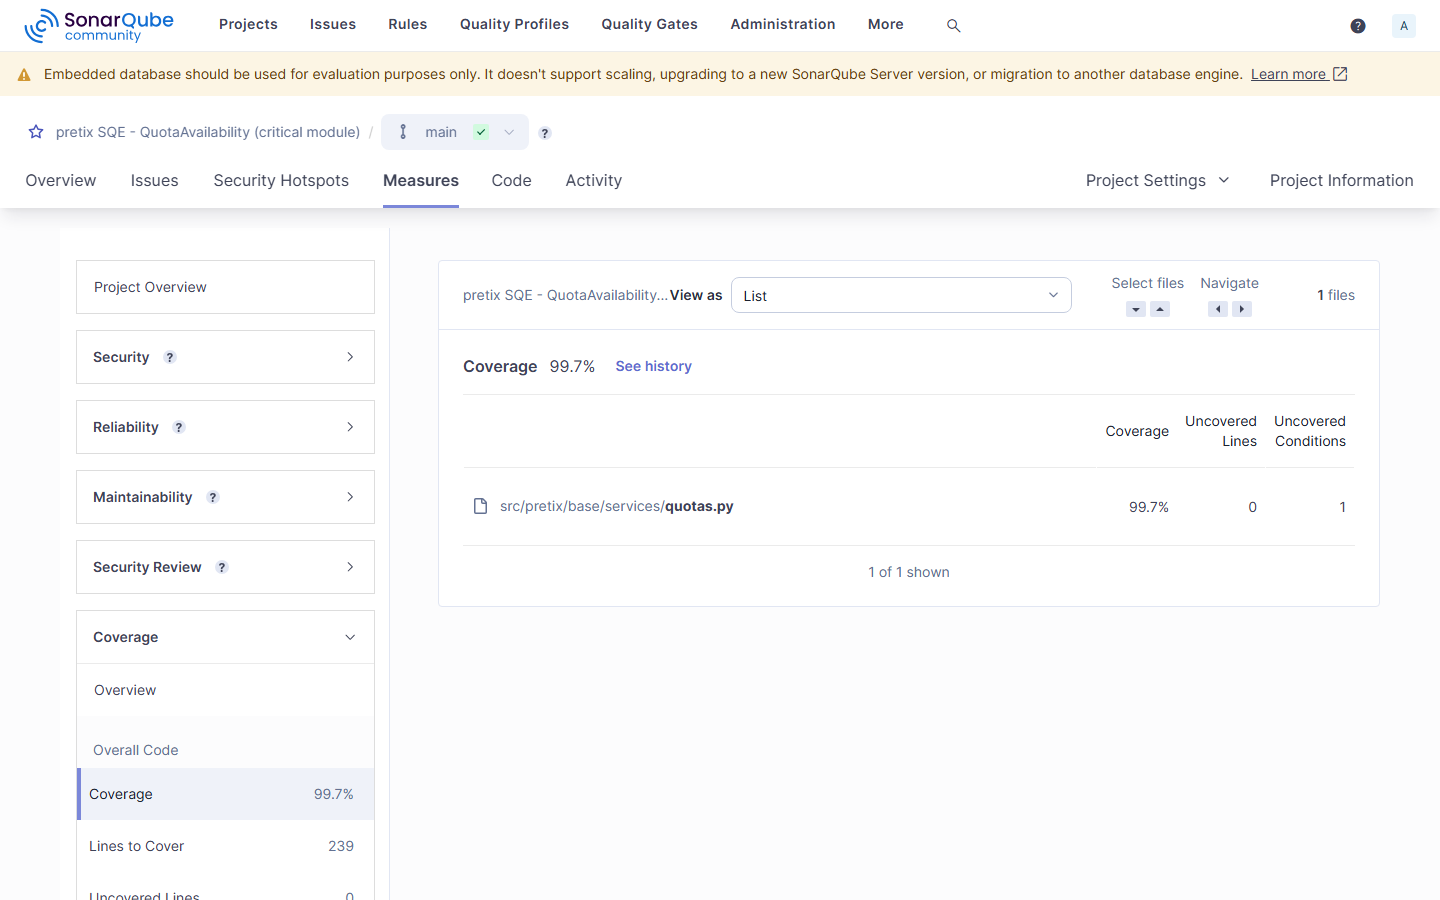 SonarQube
community
Projects
Issues
Rules
Quality Profiles
Quality Gates
Administration
More
?
A
Embedded database should be used for evaluation purposes only. It doesn't support scaling, upgrading to a new SonarQube Server version, or migration to another database engine. Learn more
pretix SQE - QuotaAvailability (critical module) / main ?
Overview
Issues
Security Hotspots
Measures
Code
Activity
Project Settings
Project Information
Project Overview
Security ?
Reliability ?
Maintainability ?
Security Review ?
Coverage
Overview
Overall Code
Coverage 99.7%
Lines to Cover 239
Uncovered Lines 0
pretix SQE - QuotaAvailability... View as
List
Select files
Navigate
1 files
Coverage 99.7% See history
Coverage
Uncovered Lines
Uncovered Conditions
src/pretix/base/services/quotas.py 99.7% 0 1
1 of 1 shown